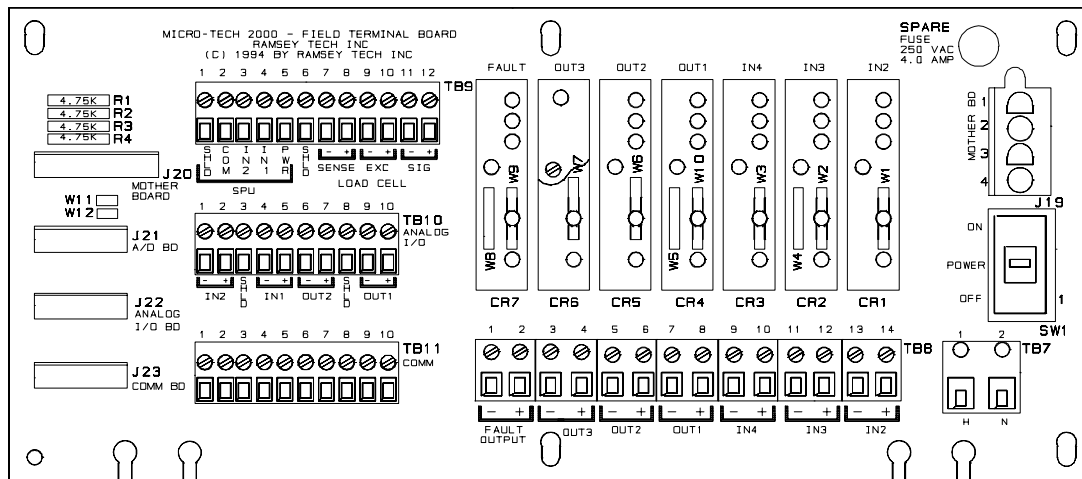 MICRO-TECH 2000 - FIELD TERMINAL BOARD
RAMSEY TECH INC
(C) 1994 BY RAMSEY TECH INC
SPARE
FUSE
250 VAC
4.0 AMP
1 2 3 4 5 6 7 8 9 10 11 12
TB9
FAULT OUT3 OUT2 OUT1 IN4 IN3 IN2
4.75K R1
4.75K R2
4.75K R3
4.75K R4
SHLD COM IN2 IN1 PWR SHLD - + - + - +
SENSE EXC SIG
SPU LOAD CELL
J20
MOTHER
BOARD
W11
W12
W9 W7 W6 W10 W3 W2 W1
W8 W5 W4
MOTHER BD
1
2
3
4
J19
1 2 3 4 5 6 7 8 9 10
TB10
ANALOG
I/O
J21
A/D BD
- + SHLD - + - + SHLD - +
IN2 IN1 OUT2 OUT1
ON
POWER
OFF
1
SW1
J22
ANALOG
I/O BD
CR7 CR6 CR5 CR4 CR3 CR2 CR1
1 2 3 4 5 6 7 8 9 10
TB11
COMM
J23
COMM BD
1 2 3 4 5 6 7 8 9 10 11 12 13 14
TB8
1 2
TB7
H N
- + - + - + - + - + - + - +
FAULT
OUTPUT
OUT3 OUT2 OUT1 IN4 IN3 IN2